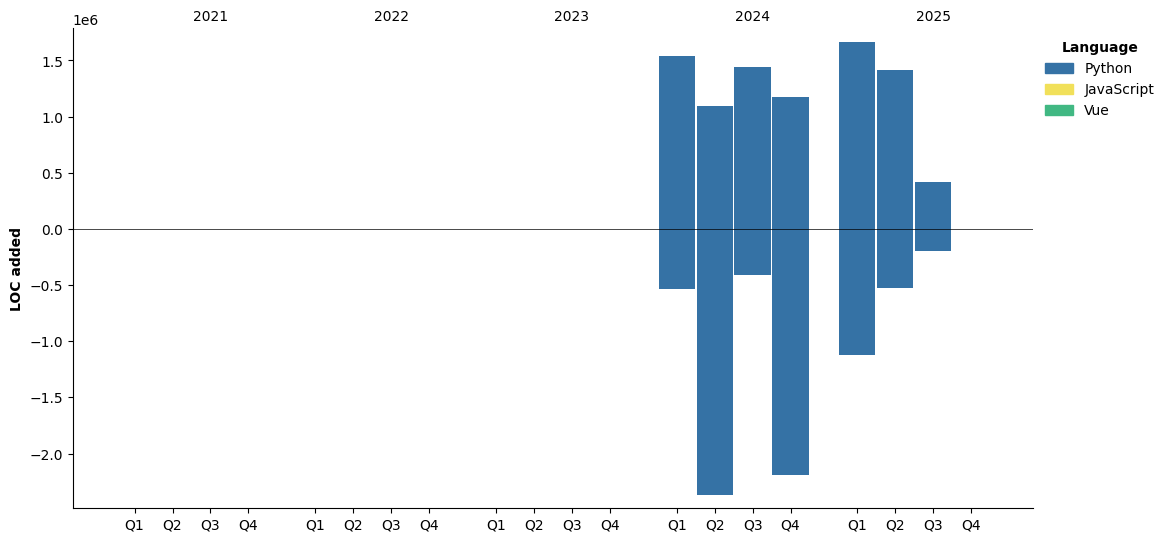 2021 2022 2023 2024 2025
1e6
Language
Python
JavaScript
Vue
1.5
1.0
0.5
0.0
−0.5
−1.0
−1.5
−2.0
LOC added
Q1 Q2 Q3 Q4 Q1 Q2 Q3 Q4 Q1 Q2 Q3 Q4 Q1 Q2 Q3 Q4 Q1 Q2 Q3 Q4